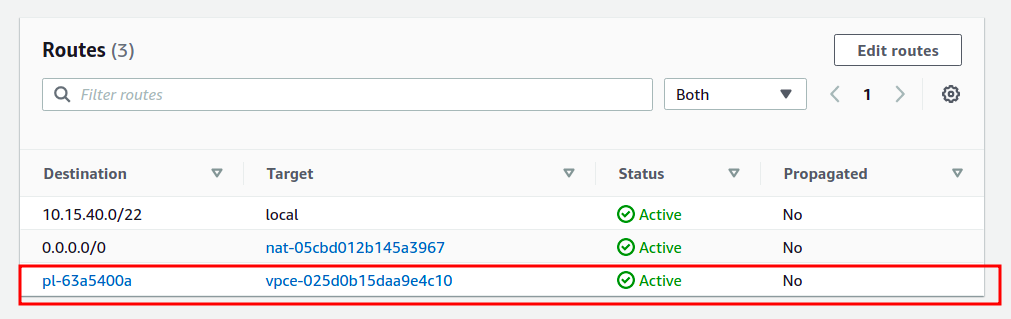 Routes (3)
Edit routes
Filter routes
Both
1
Destination Target Status Propagated
10.15.40.0/22 local Active No
0.0.0.0/0 nat-05cbd012b145a3967 Active No
pl-63a5400a vpce-025d0b15daa9e4c10 Active No